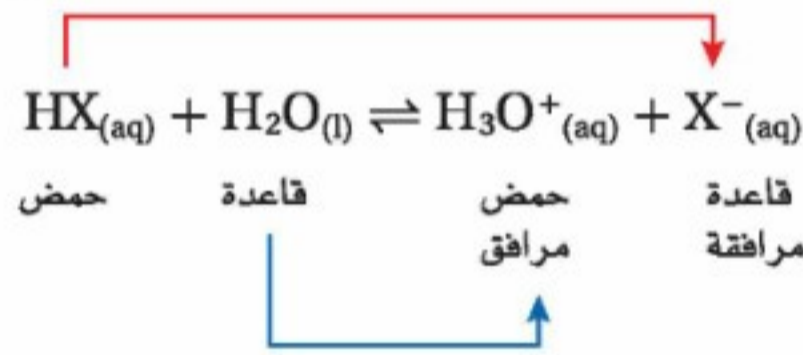 HX(aq) + H₂O(l) ⇌ H₃O⁺(aq) + X⁻(aq)
حمض قاعدة حمض قاعدة
مرافق مرافقة